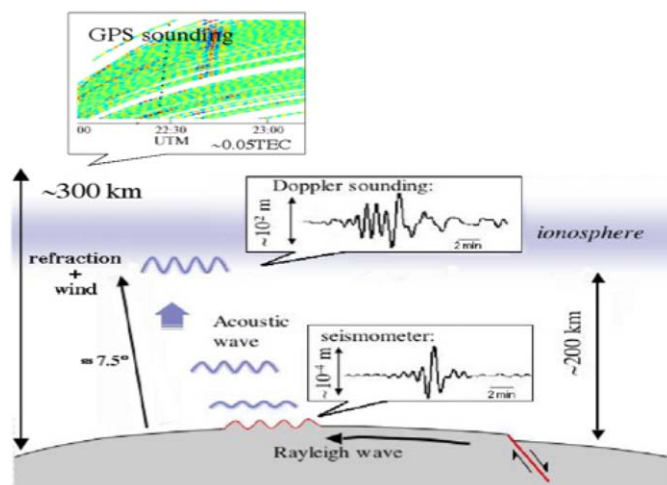 GPS sounding
00 22:30 23:00
UTM ~0.05TEC
~300 km
Doppler sounding:
~10² m
2 min
ionosphere
refraction
+
wind
Acoustic
wave
seismometer:
~10⁻⁴ m
2 min
≈ 7.5°
~200 km
Rayleigh wave